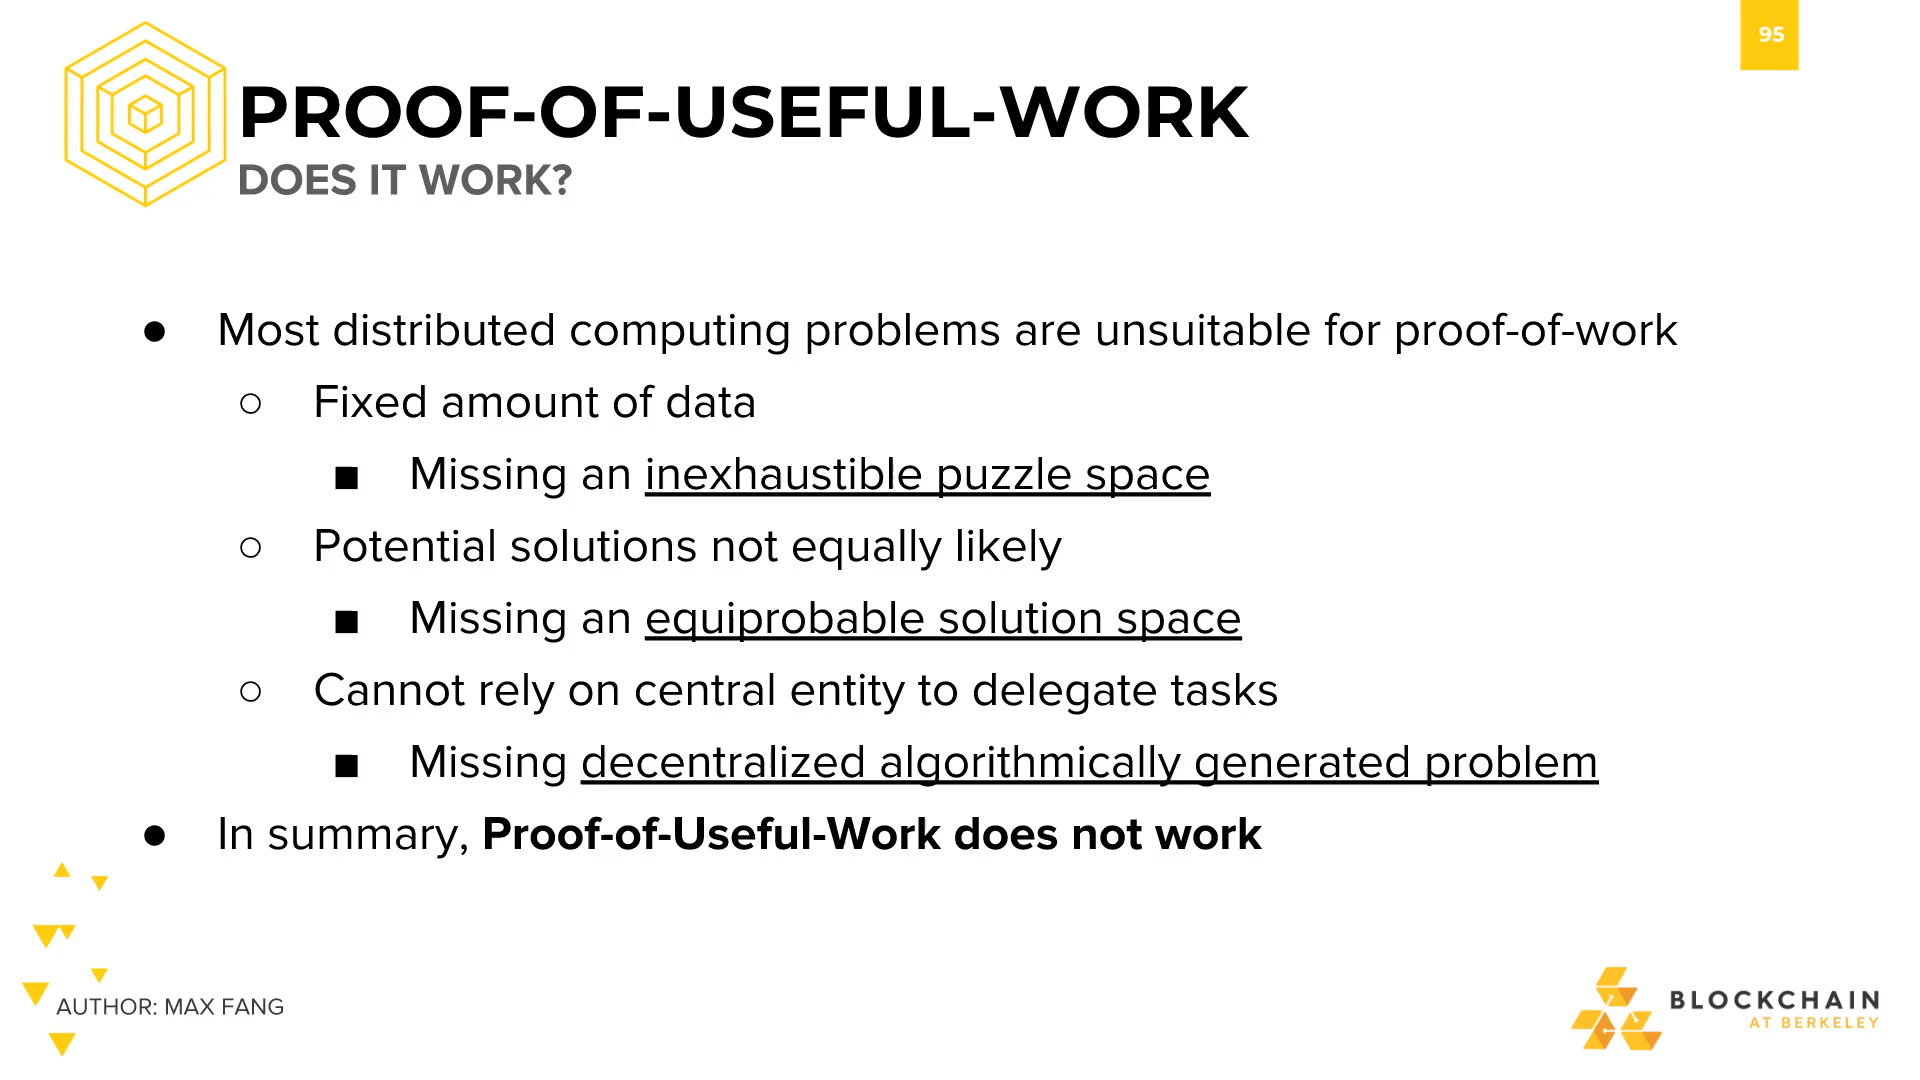 95
PROOF-OF-USEFUL-WORK
DOES IT WORK?
● Most distributed computing problems are unsuitable for proof-of-work
○ Fixed amount of data
■ Missing an inexhaustible puzzle space
○ Potential solutions not equally likely
■ Missing an equiprobable solution space
○ Cannot rely on central entity to delegate tasks
■ Missing decentralized algorithmically generated problem
● In summary, Proof-of-Useful-Work does not work
AUTHOR: MAX FANG
BLOCKCHAIN
AT BERKELEY